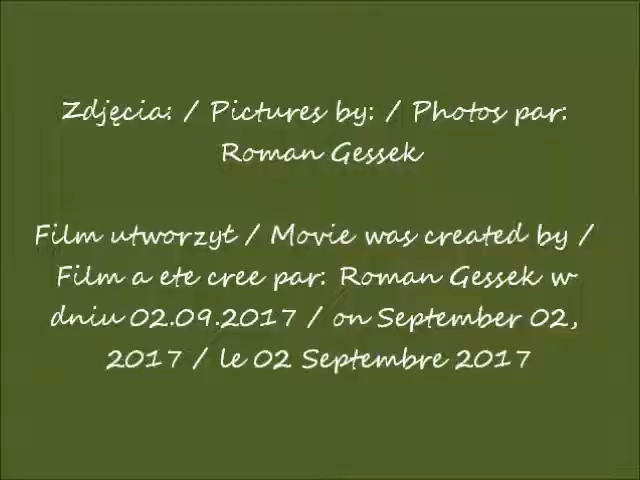 Zdjęcia: / Pictures by: / Photos par:
Roman Gessek
Film utworzył / Movie was created by /
Film a ete cree par: Roman Gessek w
dniu 02.09.2017 / on September 02,
2017 / le 02 Septembre 2017